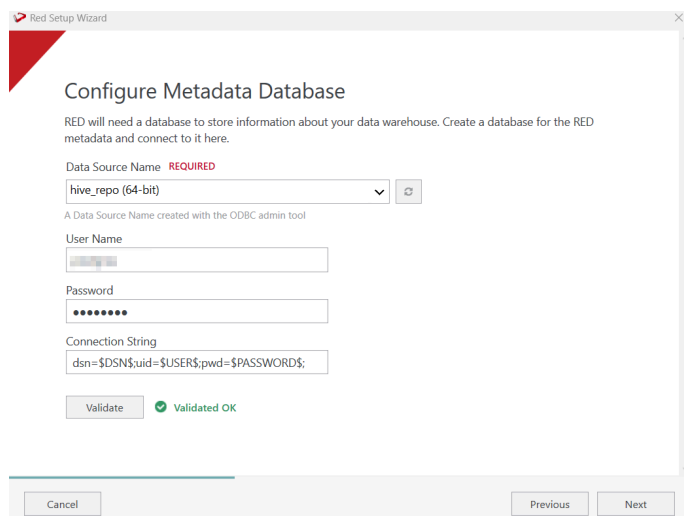 Red Setup Wizard
Configure Metadata Database
RED will need a database to store information about your data warehouse. Create a database for the RED
metadata and connect to it here.
Data Source Name REQUIRED
hive_repo (64-bit)
A Data Source Name created with the ODBC admin tool
User Name
Password
●●●●●●●●
Connection String
dsn=$DSN$;uid=$USER$;pwd=$PASSWORD$;
Validate Validated OK
Cancel Previous Next